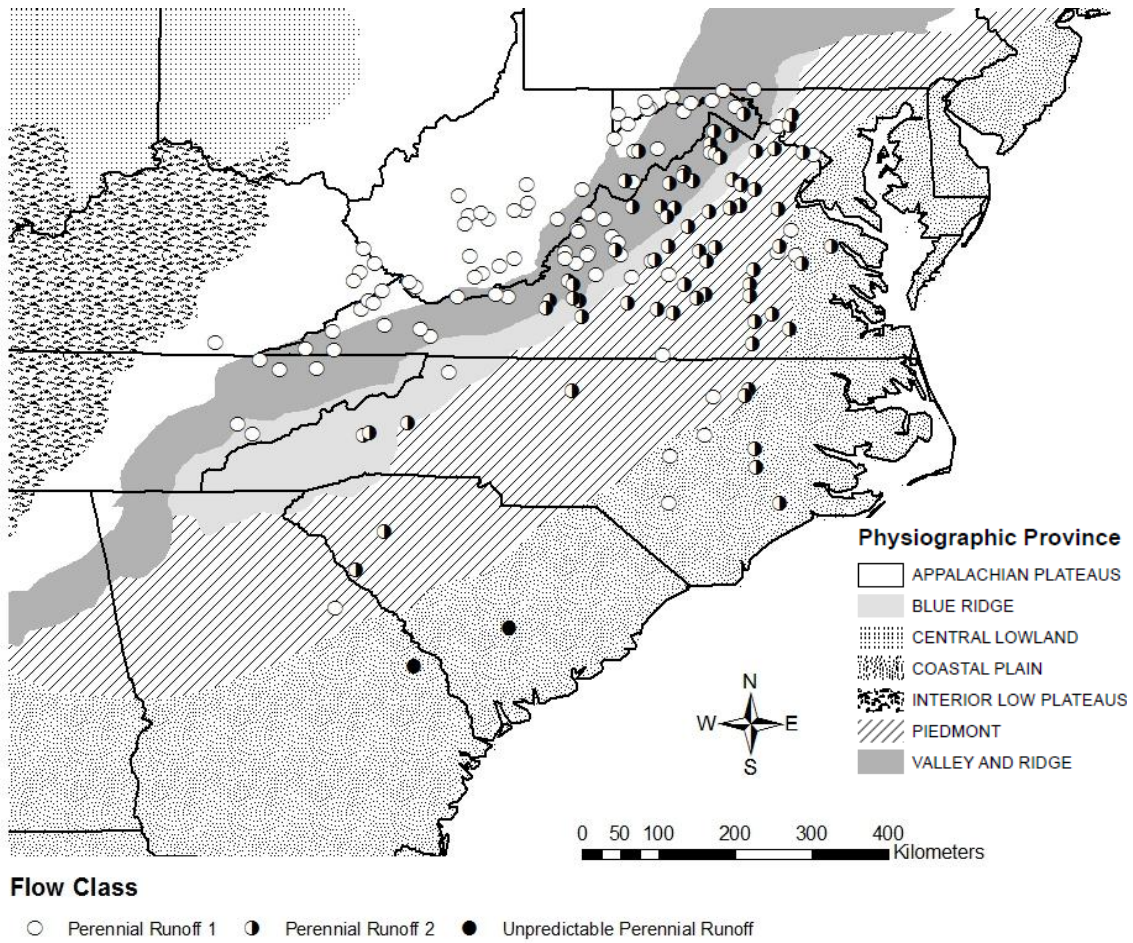 Physiographic Province
APPALACHIAN PLATEAUS
BLUE RIDGE
CENTRAL LOWLAND
COASTAL PLAIN
INTERIOR LOW PLATEAUS
PIEDMONT
VALLEY AND RIDGE
N
W E
S
0 50 100 200 300 400
Kilometers
Flow Class
Perennial Runoff 1 Perennial Runoff 2 Unpredictable Perennial Runoff